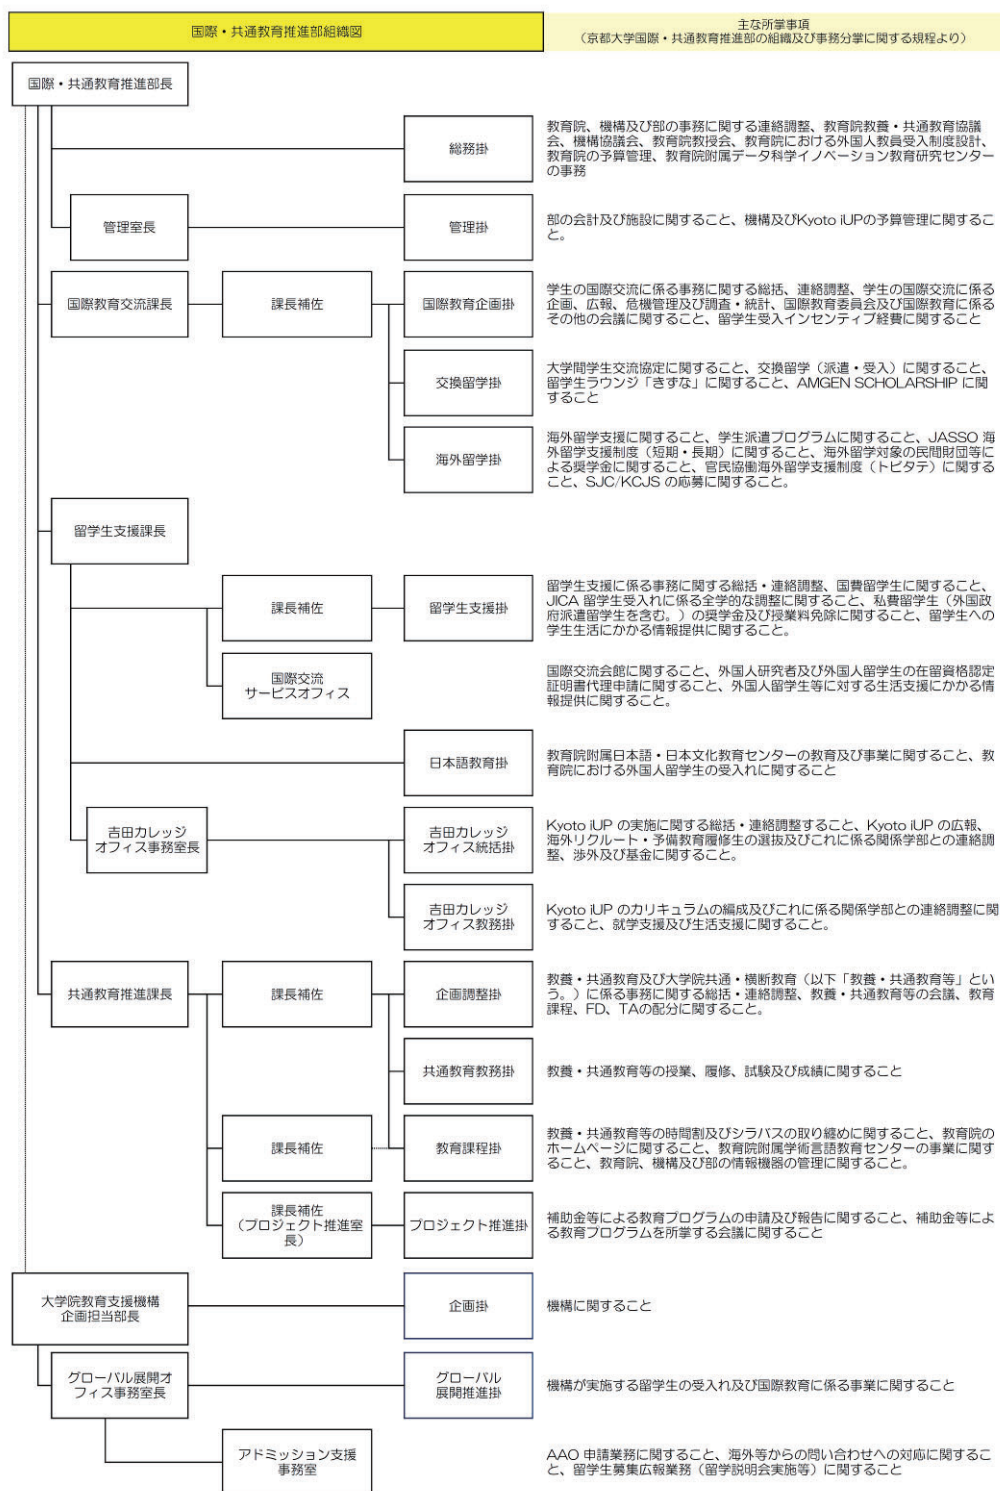 国際・共通教育推進部組織図
主な所掌事項
（京都大学国際・共通教育推進部の組織及び事務分掌に関する規程より）
国際・共通教育推進部長
総務掛
教育院、機構及び部の事務に関する連絡調整、教育院教養・共通教育協議
会、機構協議会、教育院教授会、教育院における外国人教員受入制度設計、
教育院の予算管理、教育院附属データ科学イノベーション教育研究センター
の事務
管理室長
管理掛
部の会計及び施設に関すること、機構及びKyoto iUPの予算管理に関するこ
と。
国際教育交流課長
課長補佐
国際教育企画掛
学生の国際交流に係る事務に関する総括、連絡調整、学生の国際交流に係る
企画、広報、危機管理及び調査・統計、国際教育委員会及び国際教育に係る
その他の会議に関すること、留学生受入インセンティブ経費に関すること
交換留学掛
大学間学生交流協定に関すること、交換留学（派遣・受入）に関すること、
留学生ラウンジ「きずな」に関すること、AMGEN SCHOLARSHIP に関
すること
海外留学掛
海外留学支援に関すること、学生派遣プログラムに関すること、JASSO 海
外留学支援制度（短期・長期）に関すること、海外留学対象の民間財団等に
よる奨学金に関すること、官民協働海外留学支援制度（トビタテ）に関する
こと、SJC/KCJS の応募に関すること。
留学生支援課長
課長補佐
留学生支援掛
留学生支援に係る事務に関する総括・連絡調整、国費留学生に関すること、
JICA 留学生受入れに係る全学的な調整に関すること、私費留学生（外国政
府派遣留学生を含む。）の奨学金及び授業料免除に関すること、留学生への
学生生活にかかる情報提供に関すること。
国際交流
サービスオフィス
国際交流会館に関すること、外国人研究者及び外国人留学生の在留資格認定
証明書代理申請に関すること、外国人留学生等に対する生活支援にかかる情
報提供に関すること。
日本語教育掛
教育院附属日本語・日本文化教育センターの教育及び事業に関すること、教
育院における外国人留学生の受入れに関すること
吉田カレッジ
オフィス事務室長
吉田カレッジ
オフィス統括掛
Kyoto iUP の実施に関する総括・連絡調整すること、Kyoto iUP の広報、
海外リクルート・予備教育履修生の選抜及びこれに係る関係学部との連絡調
整、渉外及び基金に関すること。
吉田カレッジ
オフィス教務掛
Kyoto iUP のカリキュラムの編成及びこれに係る関係学部との連絡調整に関
すること、就学支援及び生活支援に関すること。
共通教育推進課長
課長補佐
企画調整掛
教養・共通教育及び大学院共通・横断教育（以下「教養・共通教育等」とい
う。）に係る事務に関する総括・連絡調整、教養・共通教育等の会議、教育
課程、FD、TAの配分に関すること。
共通教育教務掛
教養・共通教育等の授業、履修、試験及び成績に関すること
課長補佐
教育課程掛
教養・共通教育等の時間割及びシラバスの取り纏めに関すること、教育院の
ホームページに関すること、教育院附属学術言語教育センターの事業に関す
ること、教育院、機構及び部の情報機器の管理に関すること。
課長補佐
（プロジェクト推進室
長）
プロジェクト推進掛
補助金等による教育プログラムの申請及び報告に関すること、補助金等によ
る教育プログラムを所掌する会議に関すること
大学院教育支援機構
企画担当部長
企画掛
機構に関すること
グローバル展開オ
フィス事務室長
グローバル
展開推進掛
機構が実施する留学生の受入れ及び国際教育に係る事業に関すること
アドミッション支援
事務室
AAO 申請業務に関すること、海外等からの問い合わせへの対応に関するこ
と、留学生募集広報業務（留学説明会実施等）に関すること